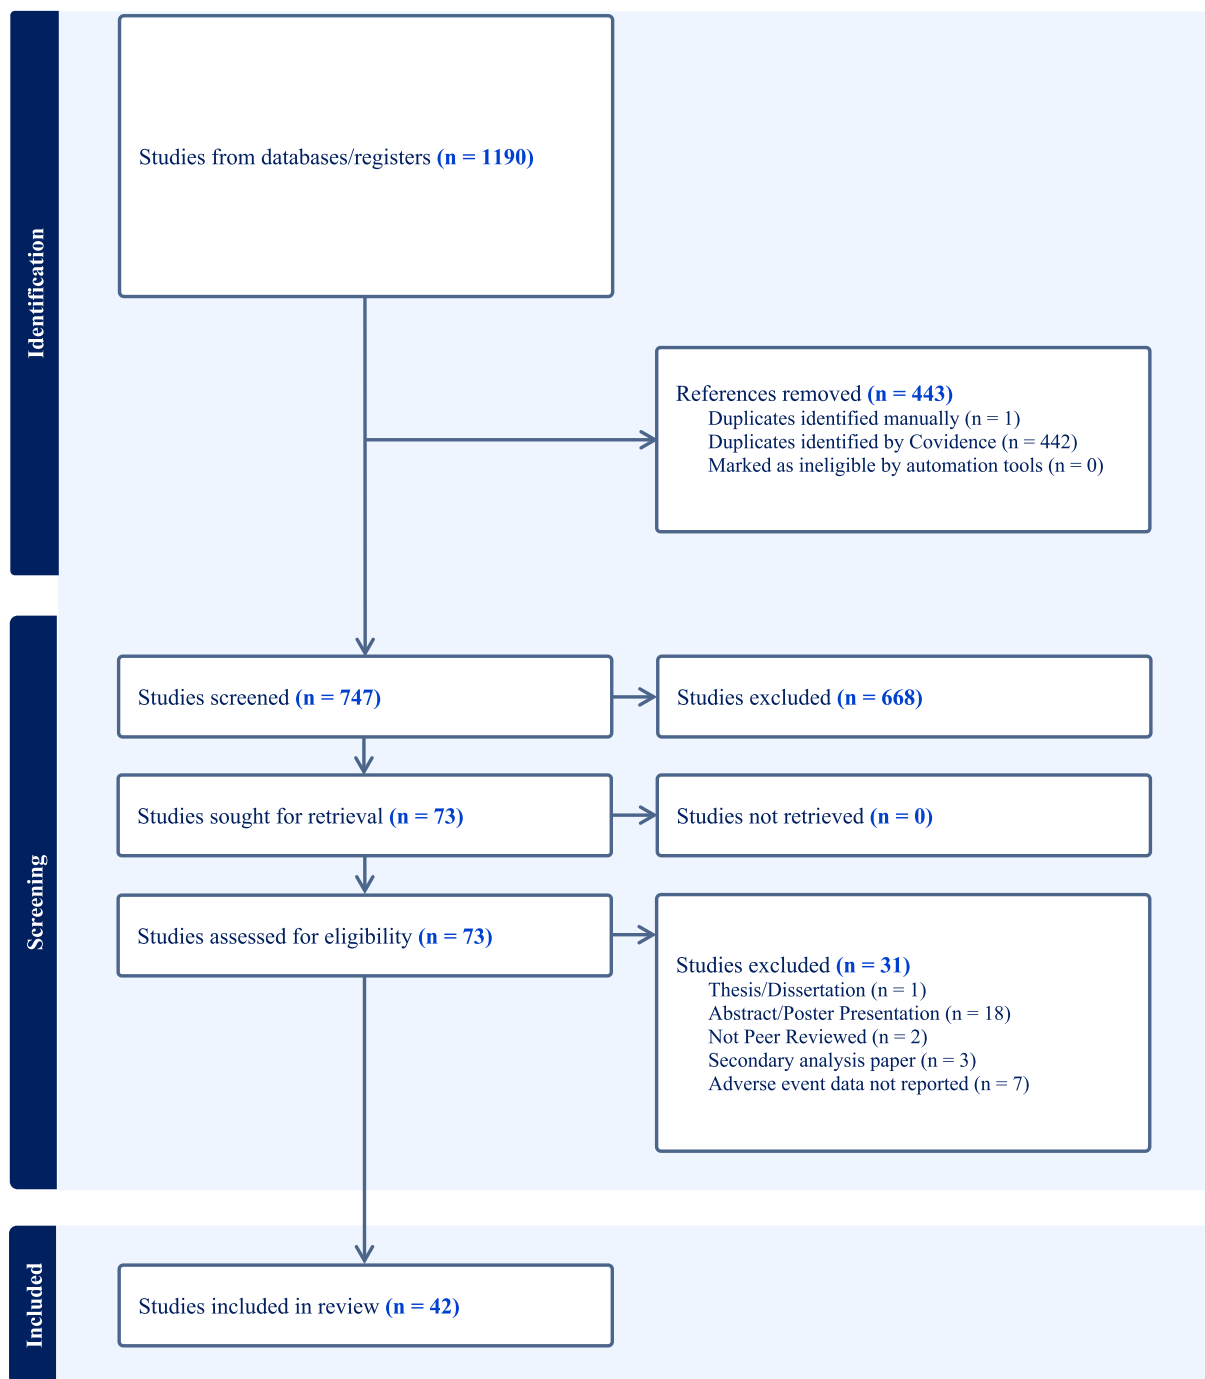 Identification
Studies from databases/registers (n = 1190)
References removed (n = 443)
Duplicates identified manually (n = 1)
Duplicates identified by Covidence (n = 442)
Marked as ineligible by automation tools (n = 0)
Screening
Studies screened (n = 747)
Studies excluded (n = 668)
Studies sought for retrieval (n = 73)
Studies not retrieved (n = 0)
Studies assessed for eligibility (n = 73)
Studies excluded (n = 31)
Thesis/Dissertation (n = 1)
Abstract/Poster Presentation (n = 18)
Not Peer Reviewed (n = 2)
Secondary analysis paper (n = 3)
Adverse event data not reported (n = 7)
Included
Studies included in review (n = 42)